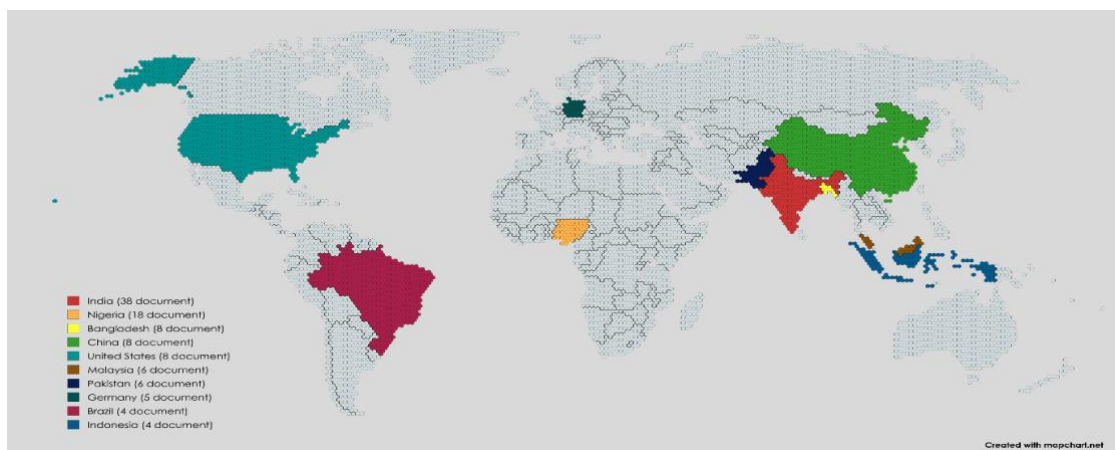 India (38 document)
Nigeria (18 document)
Bangladesh (8 document)
China (8 document)
United States (8 document)
Malaysia (6 document)
Pakistan (6 document)
Germany (5 document)
Brazil (4 document)
Indonesia (4 document)
Created with mapchart.net